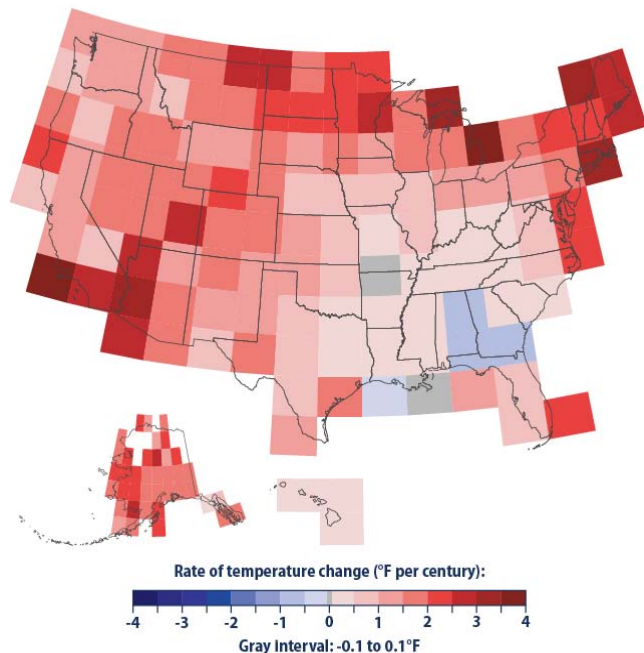 Rate of temperature change (°F per century):
-4 -3 -2 -1 0 1 2 3 4
Gray interval: -0.1 to 0.1°F